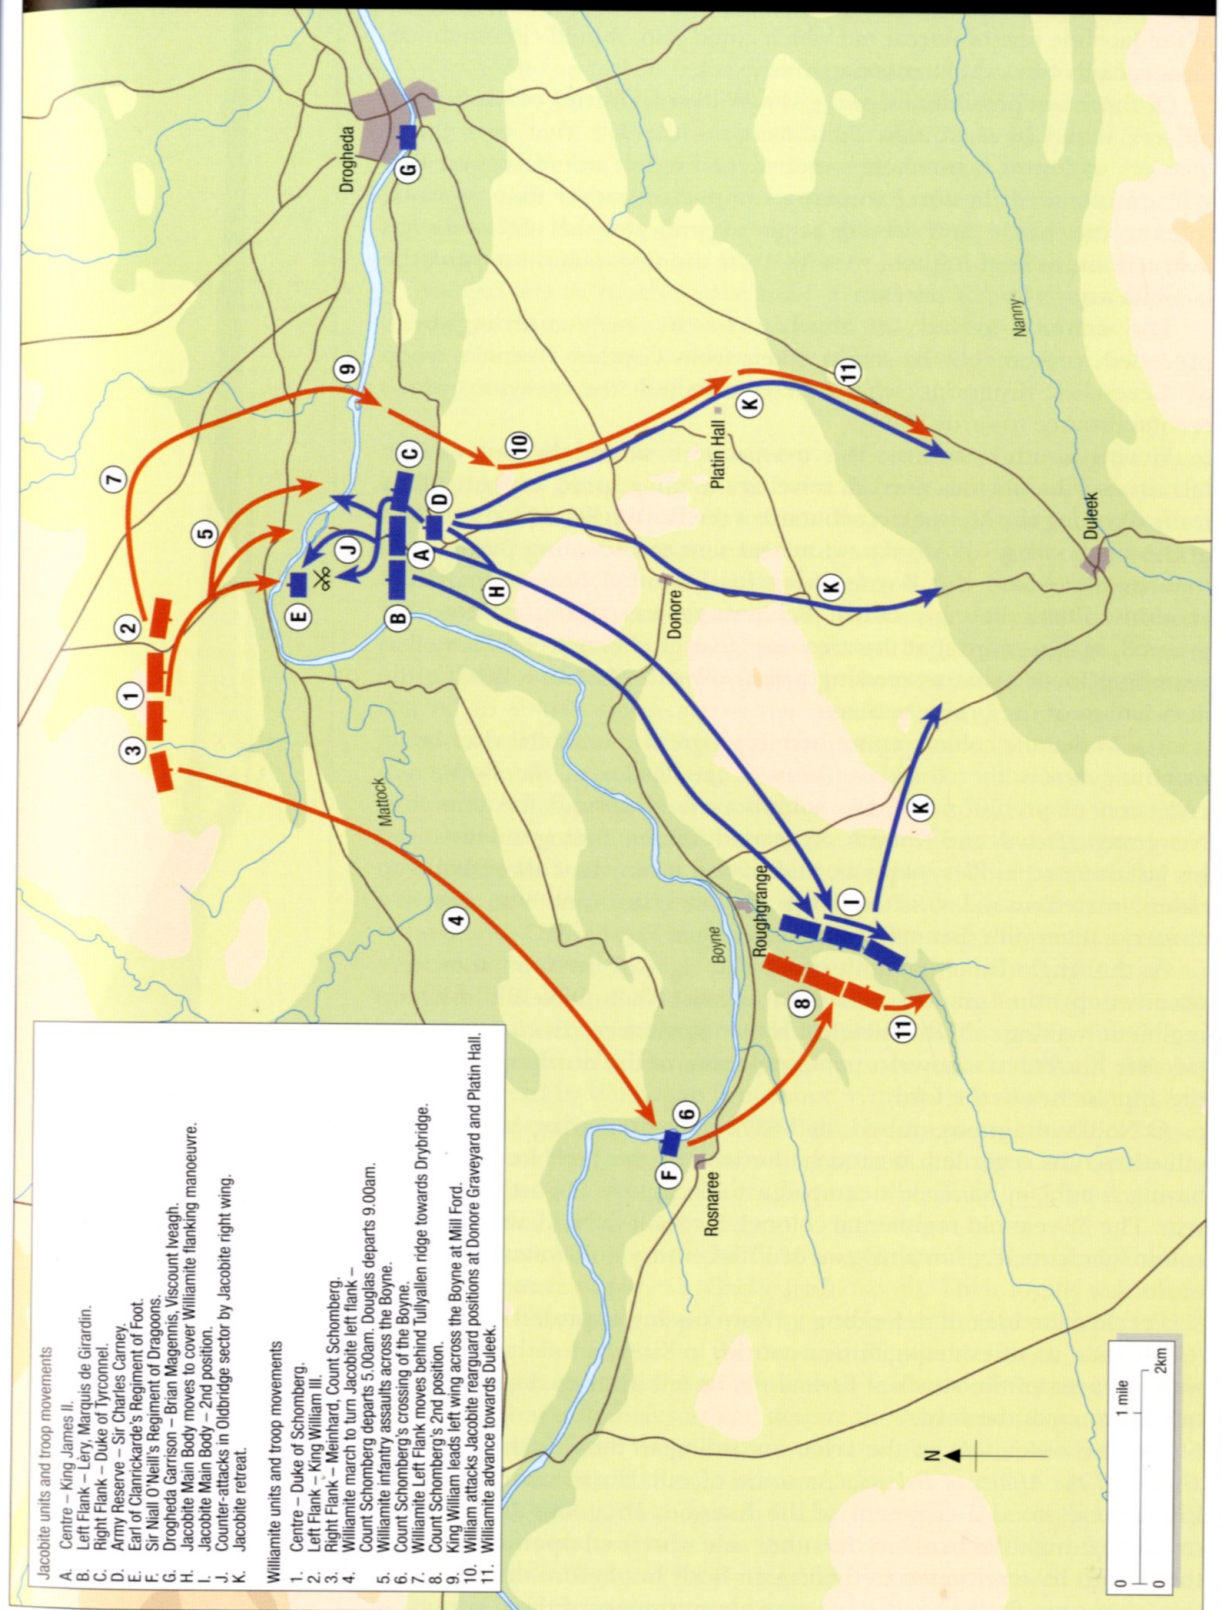 Jacobite units and troop movements
A. Centre – King James II.
B. Left Flank – Lèry, Marquis de Girardin.
C. Right Flank – Duke of Tyrconnel.
D. Army Reserve – Sir Charles Carney.
E. Earl of Clanrickarde's Regiment of Foot.
F. Sir Niall O'Neill's Regiment of Dragoons.
G. Drogheda Garrison – Brian Magennis, Viscount Iveagh.
H. Jacobite Main Body moves to cover Williamite flanking manoeuvre.
I. Jacobite Main Body – 2nd position.
J. Counter-attacks in Oldbridge sector by Jacobite right wing.
K. Jacobite retreat.
Williamite units and troop movements
1. Centre – Duke of Schomberg.
2. Left Flank – King William III.
3. Right Flank – Meinhard, Count Schomberg.
4. Williamite march to turn Jacobite left flank –
Count Schomberg departs 5.00am. Douglas departs 9.00am.
5. Williamite infantry assaults across the Boyne.
6. Count Schomberg's crossing of the Boyne.
7. Williamite Left Flank moves behind Tullyallen ridge towards Drybridge.
8. Count Schomberg's 2nd position.
9. King William leads left wing across the Boyne at Mill Ford.
10. William attacks Jacobite rearguard positions at Donore Graveyard and Platin Hall.
11. Williamite advance towards Duleek.
3
1
2
7
5
9
4
Mattock
Drogheda
G
E
J
B
A
C
D
H
10
Donore
Platin Hall
K
11
K
Nanny
Duleek
K
Boyne
Roughgrange
I
8
11
F
6
Rosnaree
N
0
1 mile
0
2km